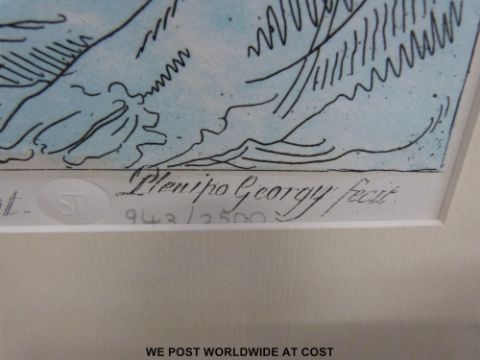 ST Plenipo Georgy fecit.
943/2500
WE POST WORLDWIDE AT COST